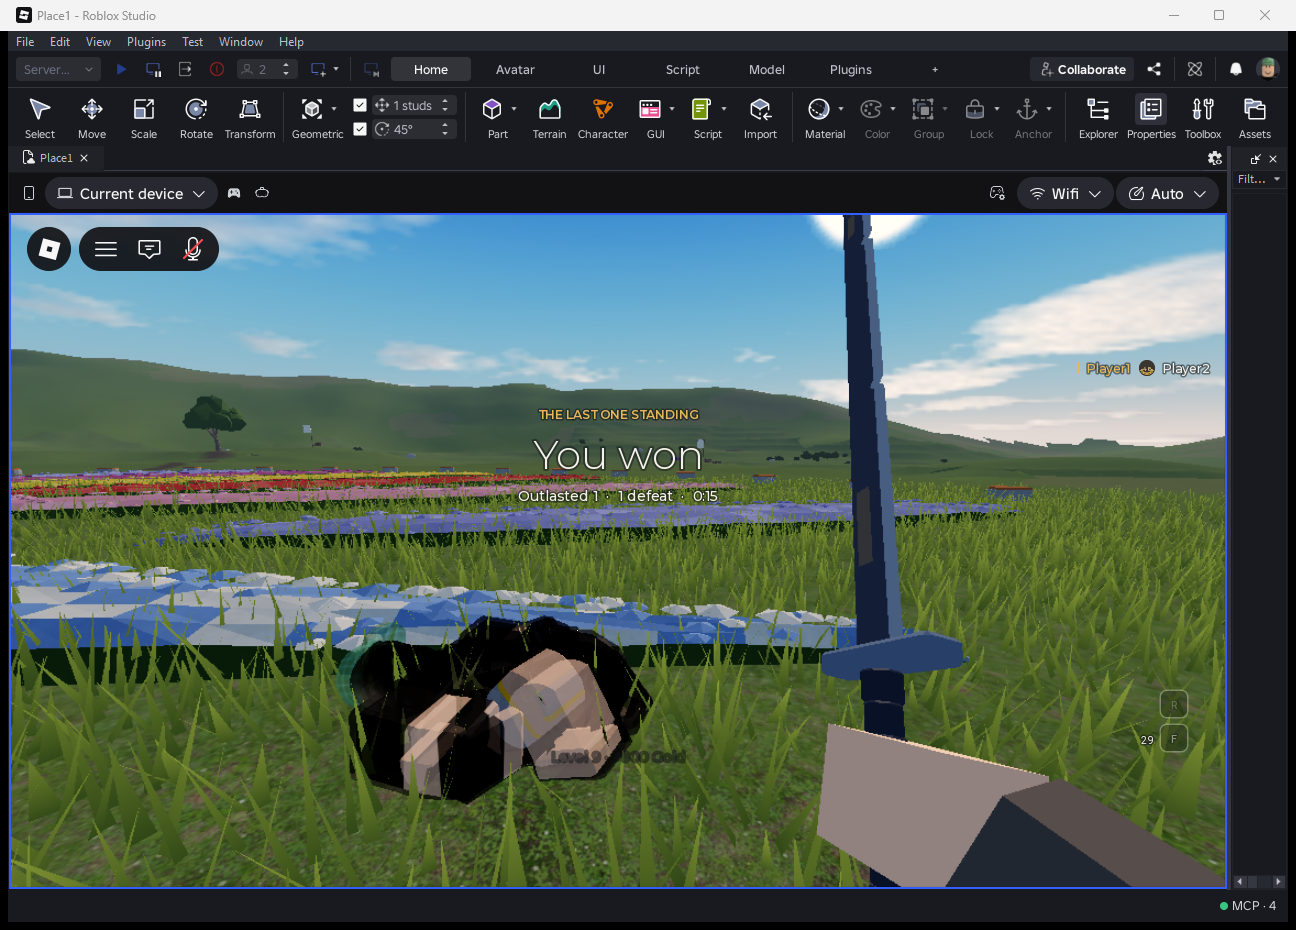 Place1 - Roblox Studio
File Edit View Plugins Test Window Help
Server... 2 Home Avatar UI Script Model Plugins + Collaborate
1 studs
45°
Select Move Scale Rotate Transform Geometric Part Terrain Character GUI Script Import Material Color Group Lock Anchor Explorer Properties Toolbox Assets
Place1
Filt...
Current device Wifi Auto
Player1 Player2
THE LAST ONE STANDING
You won
Outlasted 1 · 1 defeat · 0:15
R
29 F
Level 9 Gold
MCP · 4